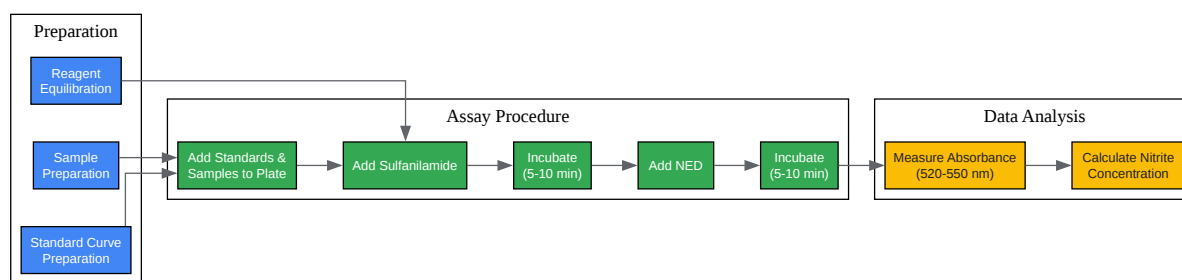 Preparation
Reagent
Equilibration
Sample
Preparation
Standard Curve
Preparation
Assay Procedure
Add Standards &
Samples to Plate
Add Sulfanilamide
Incubate
(5-10 min)
Add NED
Incubate
(5-10 min)
Data Analysis
Measure Absorbance
(520-550 nm)
Calculate Nitrite
Concentration